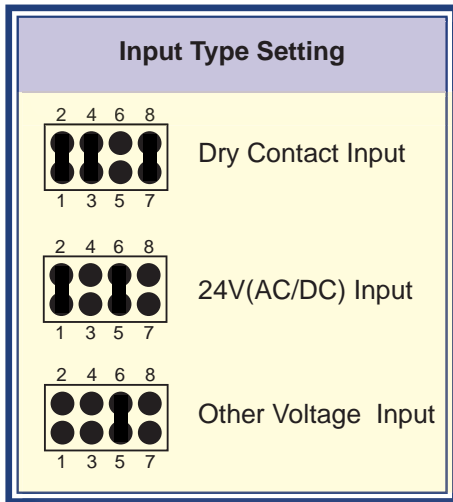 Input Type Setting
2 4 6 8
Dry Contact Input
1 3 5 7
2 4 6 8
24V(AC/DC) Input
1 3 5 7
2 4 6 8
Other Voltage Input
1 3 5 7